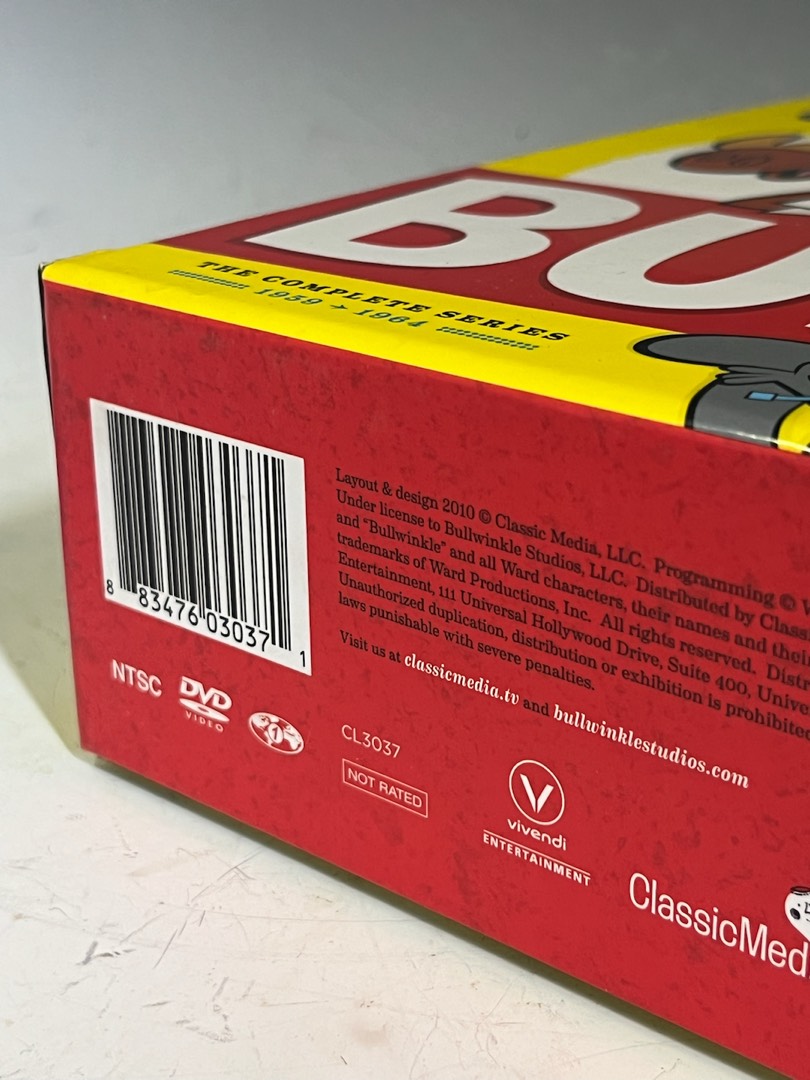 BU
THE COMPLETE SERIES
1959 → 1964
8 83476 03037 1
Layout & design 2010 © Classic Media, LLC. Programming ©
Under license to Bullwinkle Studios, LLC. Distributed by Class
and "Bullwinkle" and all Ward characters, their names and thei
trademarks of Ward Productions, Inc. All rights reserved. Distr
Entertainment, 111 Universal Hollywood Drive, Suite 400, Unive
Unauthorized duplication, distribution or exhibition is prohibited
laws punishable with severe penalties.
Visit us at classicmedia.tv and bullwinklestudios.com
NTSC
DVD
VIDEO
1
CL3037
NOT RATED
V
vivendi
ENTERTAINMENT
ClassicMed